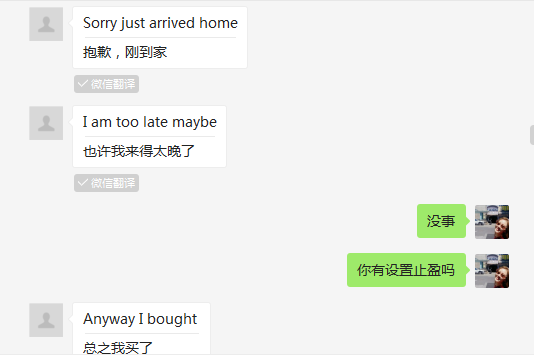 Sorry just arrived home
抱歉，刚到家
微信翻译
I am too late maybe
也许我来得太晚了
微信翻译
没事
你有设置止盈吗
Anyway I bought
总之我买了